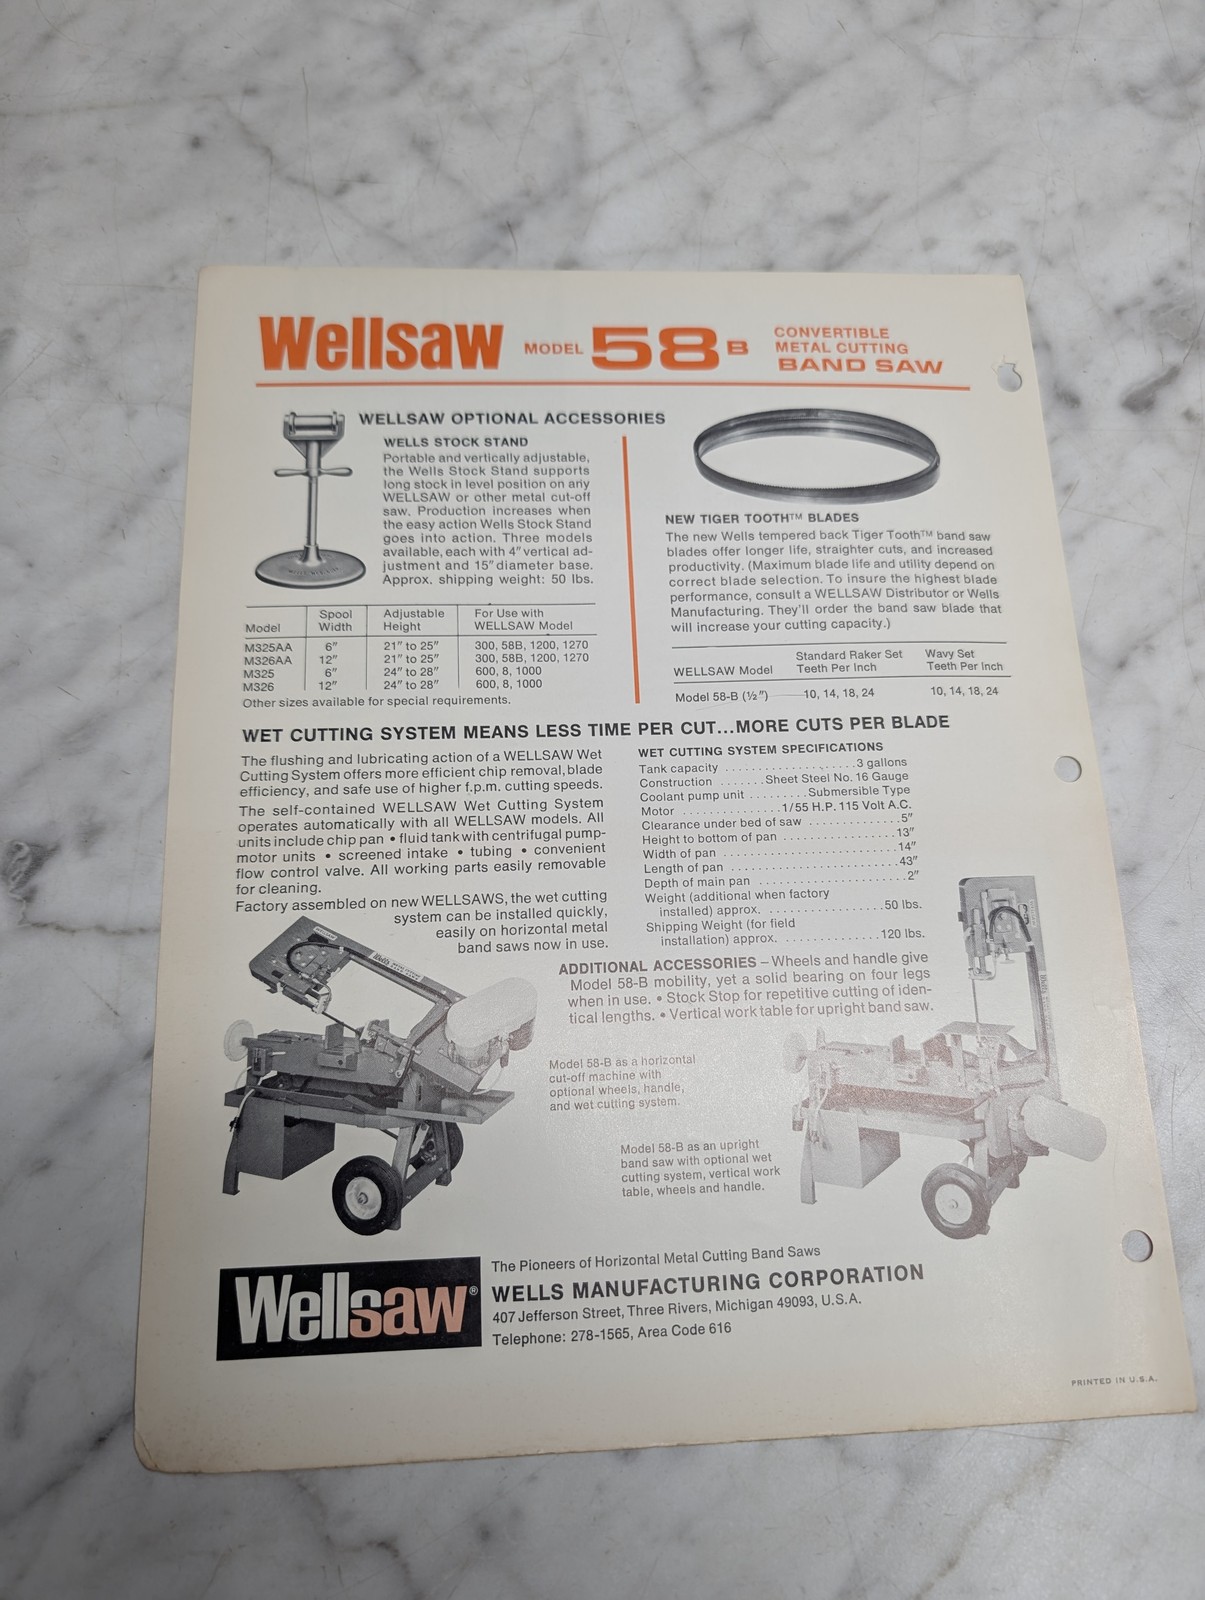 Wellsaw MODEL 58 B
CONVERTIBLE
METAL CUTTING
BAND SAW
WELLSAW OPTIONAL ACCESSORIES
WELLS STOCK STAND
Portable and vertically adjustable,
the Wells Stock Stand supports
long stock in level position on any
WELLSAW or other metal cut-off
saw. Production increases when
the easy action Wells Stock Stand
goes into action. Three models
available, each with 4" vertical ad-
justment and 15" diameter base.
Approx. shipping weight: 50 lbs.
Model Spool Width Adjustable Height For Use with WELLSAW Model
M325AA 6" 21" to 25" 300, 58B, 1200, 1270
M326AA 12" 21" to 25" 300, 58B, 1200, 1270
M325 6" 24" to 28" 600, 8, 1000
M326 12" 24" to 28" 600, 8, 1000
Other sizes available for special requirements.
NEW TIGER TOOTH™ BLADES
The new Wells tempered back Tiger Tooth™ band saw
blades offer longer life, straighter cuts, and increased
productivity. (Maximum blade life and utility depend on
correct blade selection. To insure the highest blade
performance, consult a WELLSAW Distributor or Wells
Manufacturing. They'll order the band saw blade that
will increase your cutting capacity.)
WELLSAW Model Standard Raker Set Teeth Per Inch Wavy Set Teeth Per Inch
Model 58-B (½") 10, 14, 18, 24 10, 14, 18, 24
WET CUTTING SYSTEM MEANS LESS TIME PER CUT...MORE CUTS PER BLADE
The flushing and lubricating action of a WELLSAW Wet
Cutting System offers more efficient chip removal, blade
efficiency, and safe use of higher f.p.m. cutting speeds.
The self-contained WELLSAW Wet Cutting System
operates automatically with all WELLSAW models. All
units include chip pan • fluid tank with centrifugal pump-
motor units • screened intake • tubing • convenient
flow control valve. All working parts easily removable
for cleaning.
Factory assembled on new WELLSAWS, the wet cutting
system can be installed quickly,
easily on horizontal metal
band saws now in use.
WET CUTTING SYSTEM SPECIFICATIONS
Tank capacity ...................3 gallons
Construction .......Sheet Steel No. 16 Gauge
Coolant pump unit .........Submersible Type
Motor ..............1/55 H.P. 115 Volt A.C.
Clearance under bed of saw .............5"
Height to bottom of pan ................13"
Width of pan .........................14"
Length of pan ........................43"
Depth of main pan .....................2"
Weight (additional when factory
installed) approx. .................50 lbs.
Shipping Weight (for field
installation) approx. ..............120 lbs.
ADDITIONAL ACCESSORIES – Wheels and handle give
Model 58-B mobility, yet a solid bearing on four legs
when in use. • Stock Stop for repetitive cutting of iden-
tical lengths. • Vertical work table for upright band saw.
Model 58-B as a horizontal
cut-off machine with
optional wheels, handle,
and wet cutting system.
Model 58-B as an upright
band saw with optional wet
cutting system, vertical work
table, wheels and handle.
Wellsaw®
The Pioneers of Horizontal Metal Cutting Band Saws
WELLS MANUFACTURING CORPORATION
407 Jefferson Street, Three Rivers, Michigan 49093, U.S.A.
Telephone: 278-1565, Area Code 616
PRINTED IN U.S.A.